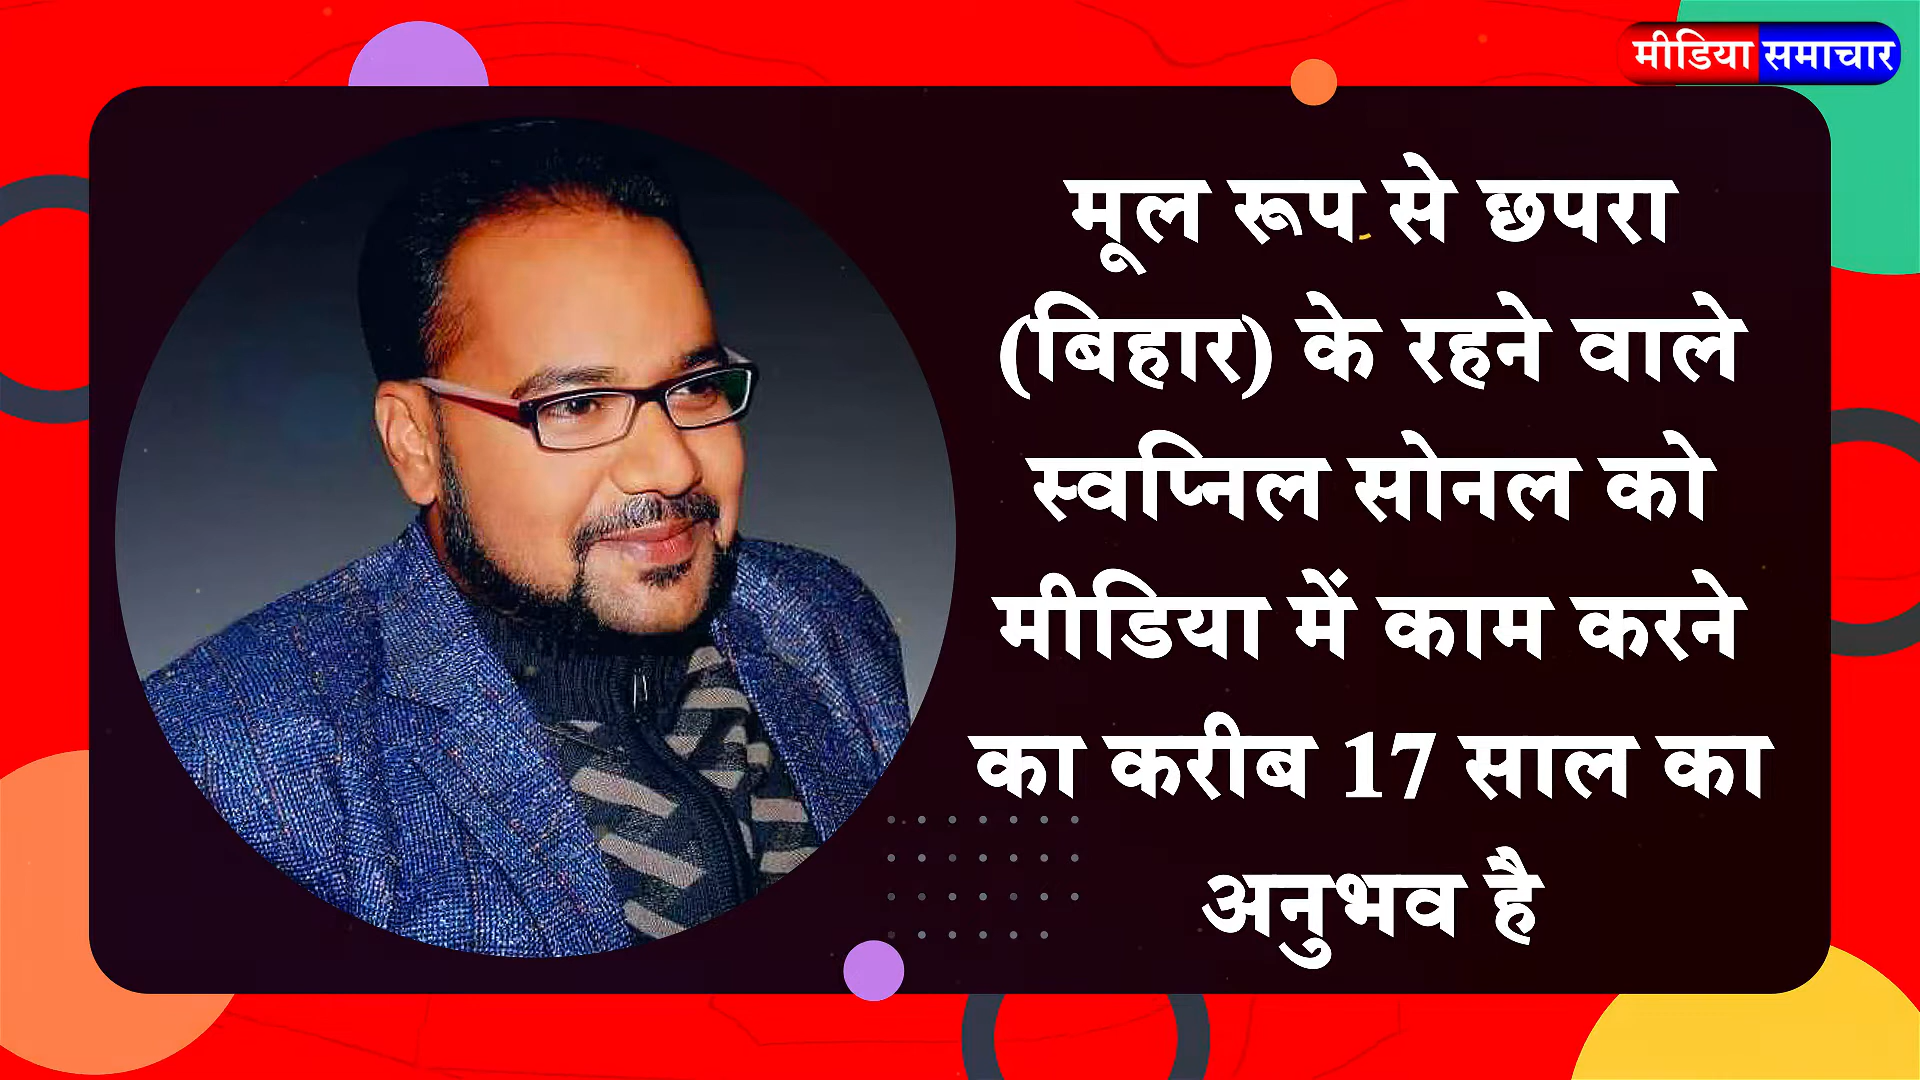 मीडिया समाचार
मूल रूप से छपरा
(बिहार) के रहने वाले
स्वप्निल सोनल को
मीडिया में काम करने
का करीब 17 साल का
अनुभव है